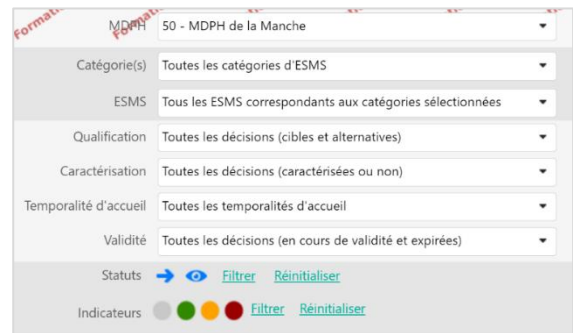 Formati
MDPH 50 - MDPH de la Manche
Catégorie(s) Toutes les catégories d'ESMS
ESMS Tous les ESMS correspondants aux catégories sélectionnées
Qualification Toutes les décisions (cibles et alternatives)
Caractérisation Toutes les décisions (caractérisées ou non)
Temporalité d'accueil Toutes les temporalités d'accueil
Validité Toutes les décisions (en cours de validité et expirées)
Statuts Filtrer Réinitialiser
Indicateurs Filtrer Réinitialiser